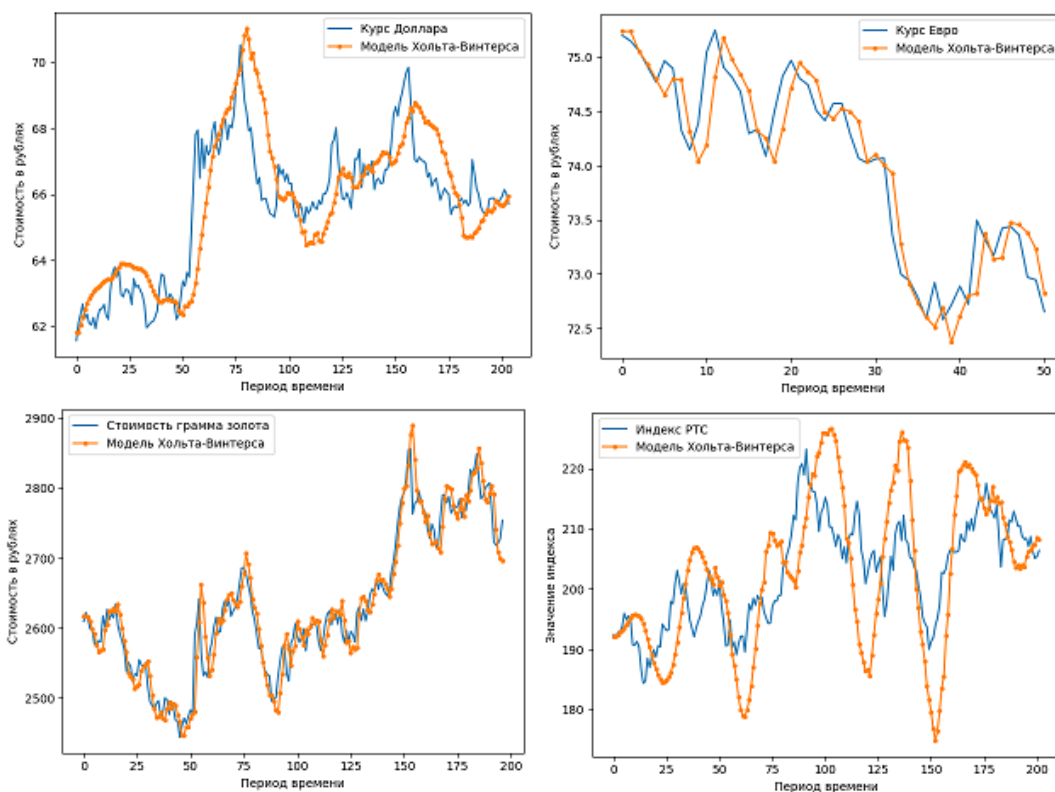 Курс Доллара
Модель Хольта-Винтерса
70
68
66
64
62
Стоимость в рублях
0 25 50 75 100 125 150 175 200
Период времени
Курс Евро
Модель Хольта-Винтерса
75.0
74.5
74.0
73.5
73.0
72.5
Стоимость в рублях
0 10 20 30 40 50
Период времени
Стоимость грамма золота
Модель Хольта-Винтерса
2900
2800
2700
2600
2500
Стоимость в рублях
0 25 50 75 100 125 150 175 200
Период времени
Индекс РТС
Модель Хольта-Винтерса
220
210
200
190
180
Значение индекса
0 25 50 75 100 125 150 175 200
Период времени